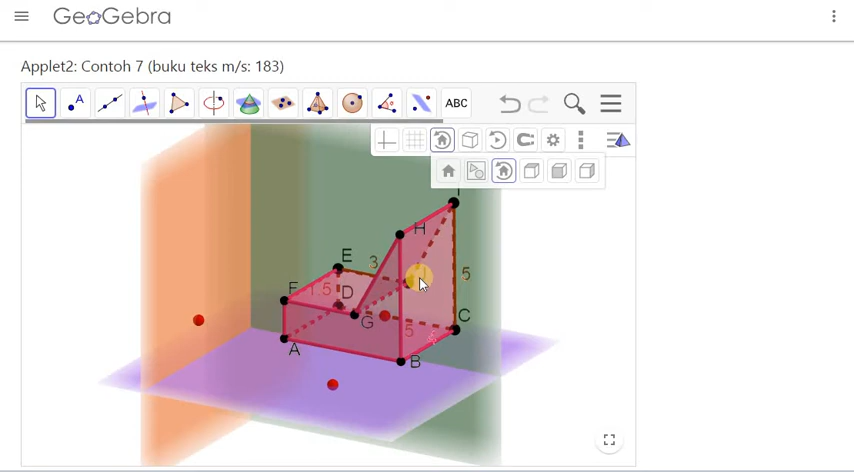 GeoGebra
Applet2: Contoh 7 (buku teks m/s: 183)
A
ABC
I
H
E
3
F
1.5
D
5
G
C
5
A
B